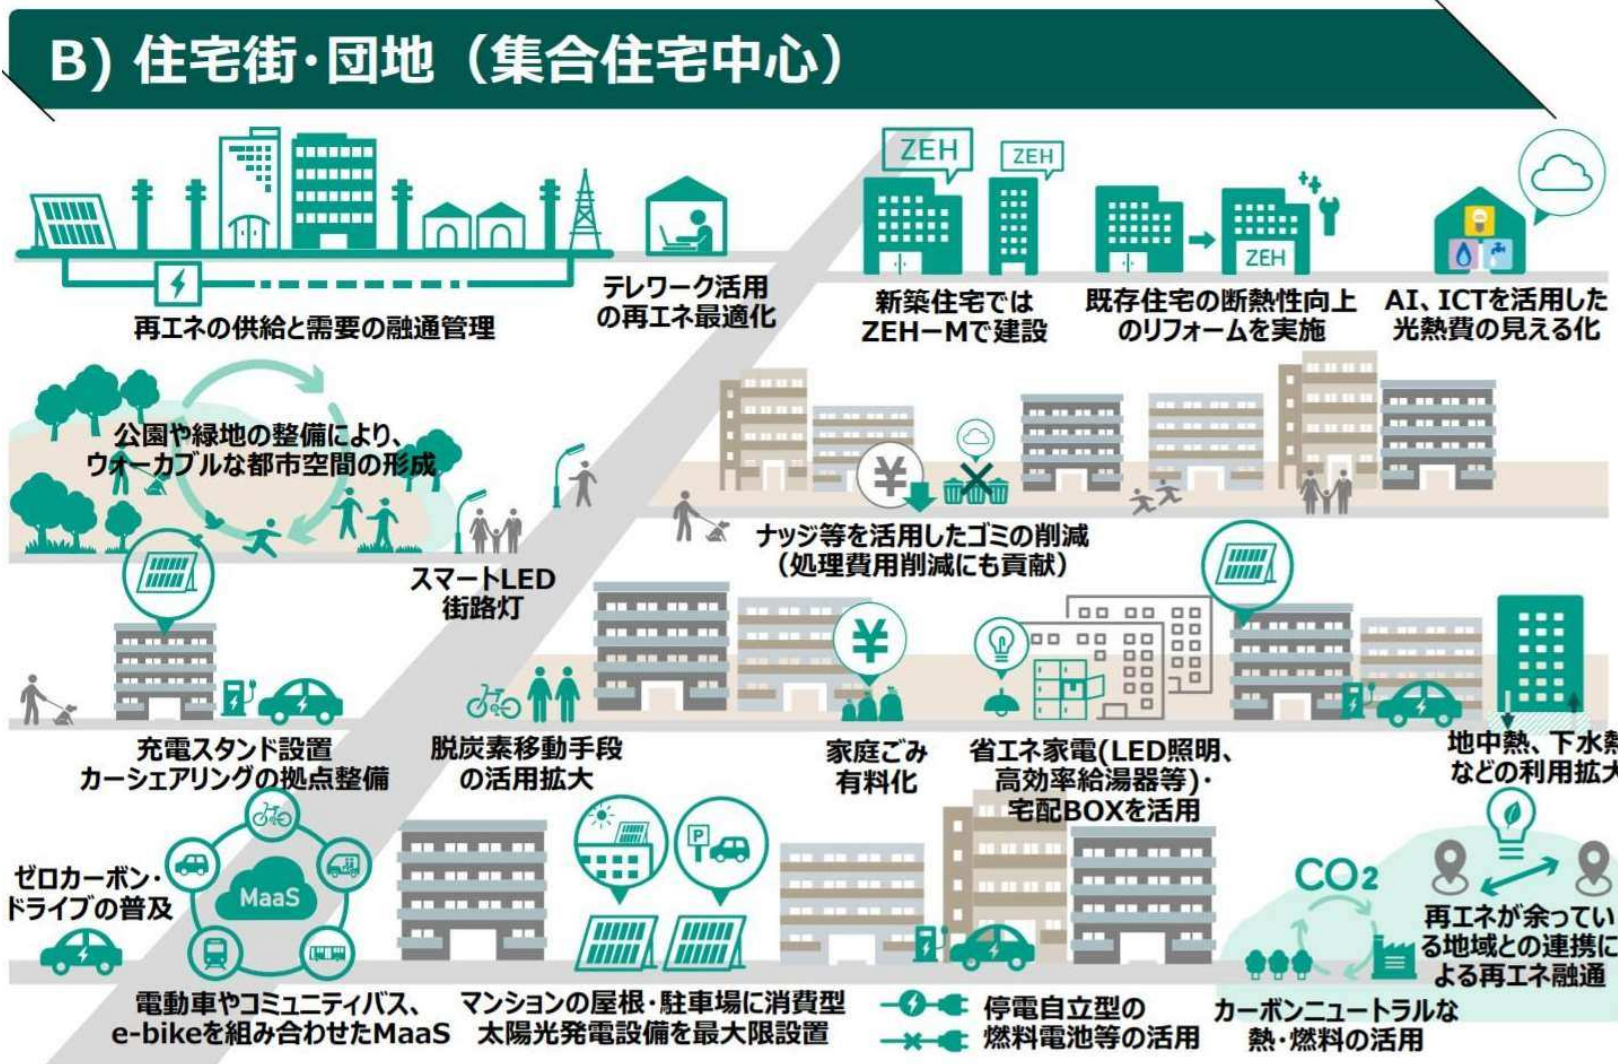 B) 住宅街・団地（集合住宅中心）
ZEH
ZEH
ZEH
再エネの供給と需要の融通管理
テレワーク活用
の再エネ最適化
新築住宅では
ZEHーMで建設
既存住宅の断熱性向上
のリフォームを実施
AI、ICTを活用した
光熱費の見える化
公園や緑地の整備により、
ウォーカブルな都市空間の形成
スマートLED
街路灯
¥
ナッジ等を活用したゴミの削減
（処理費用削減にも貢献）
充電スタンド設置
カーシェアリングの拠点整備
脱炭素移動手段
の活用拡大
¥
家庭ごみ
有料化
省エネ家電(LED照明、
高効率給湯器等)・
宅配BOXを活用
地中熱、下水熱
などの利用拡大
ゼロカーボン・
ドライブの普及
MaaS
電動車やコミュニティバス、
e-bikeを組み合わせたMaaS
P
マンションの屋根・駐車場に消費型
太陽光発電設備を最大限設置
停電自立型の
燃料電池等の活用
CO2
カーボンニュートラルな
熱・燃料の活用
再エネが余ってい
る地域との連携に
よる再エネ融通